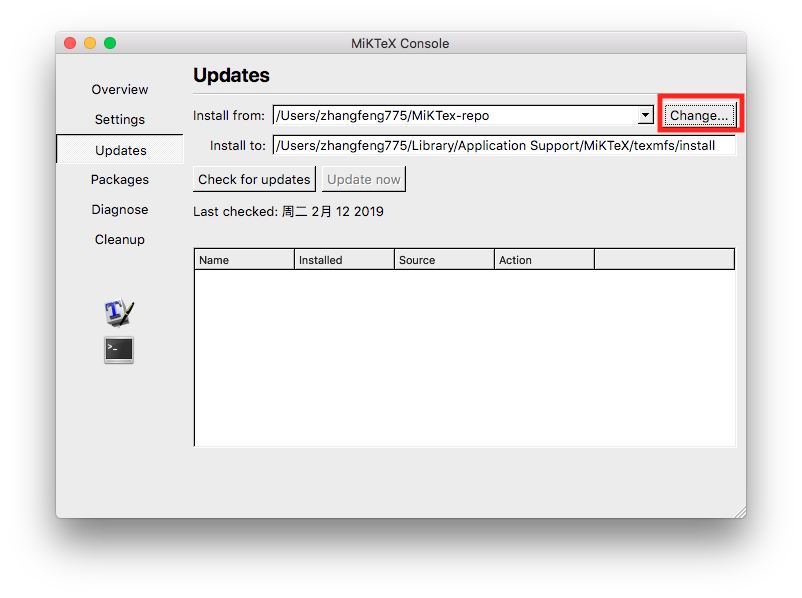 MiKTeX Console
Overview
Settings
Updates
Packages
Diagnose
Cleanup
Updates
Install from: /Users/zhangfeng775/MiKTex-repo Change...
Install to: /Users/zhangfeng775/Library/Application Support/MiKTeX/texmfs/install
Check for updates Update now
Last checked: 周二 2月 12 2019
Name Installed Source Action